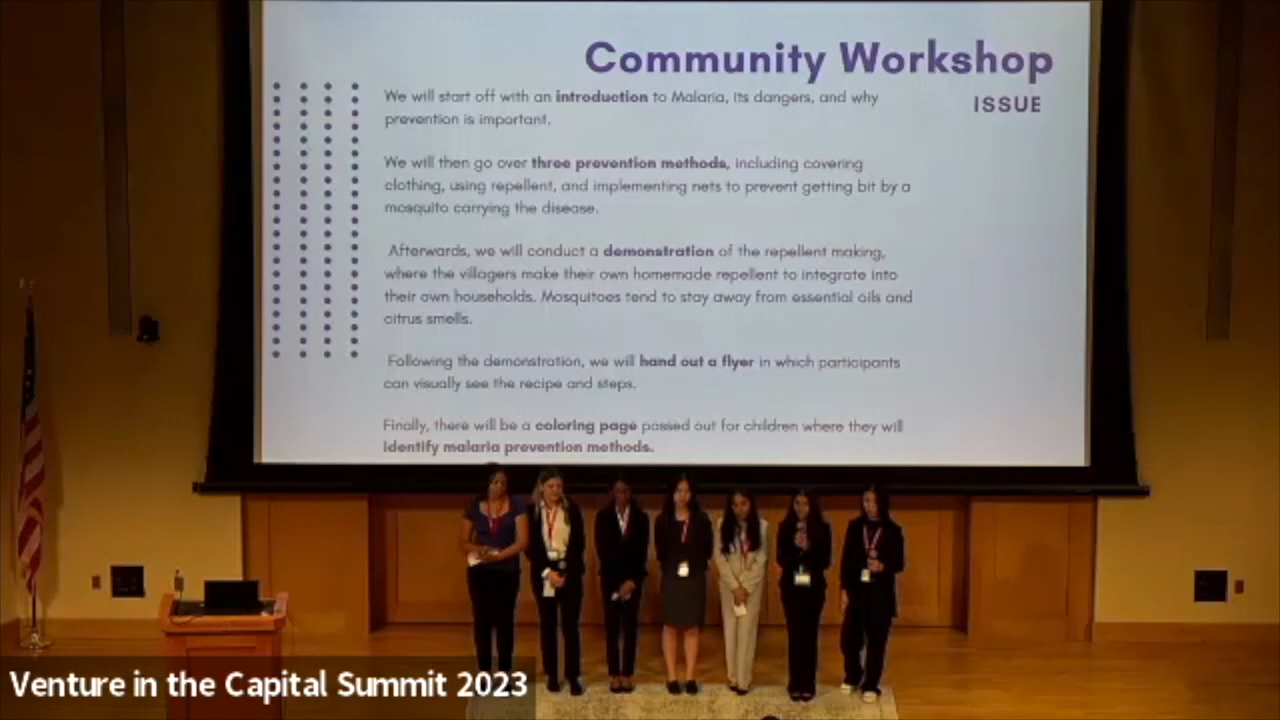 Community Workshop
ISSUE
We will start off with an introduction to Malaria, its dangers, and why
prevention is important.
We will then go over three prevention methods, including covering
clothing, using repellent, and implementing nets to prevent getting bit by a
mosquito carrying the disease.
Afterwards, we will conduct a demonstration of the repellent making,
where the villagers make their own homemade repellent to integrate into
their own households. Mosquitoes tend to stay away from essential oils and
citrus smells.
Following the demonstration, we will hand out a flyer in which participants
can visually see the recipe and steps.
Finally, there will be a coloring page passed out for children where they will
identify malaria prevention methods.
Venture in the Capital Summit 2023